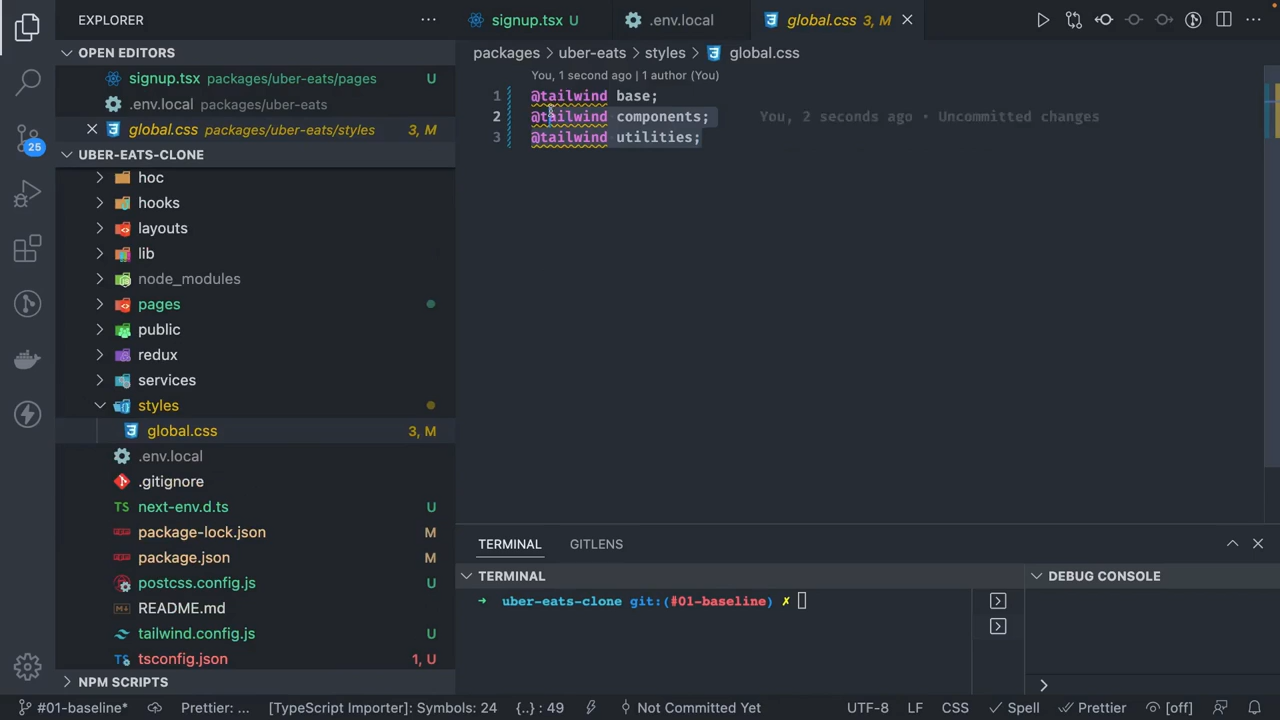 EXPLORER
OPEN EDITORS
signup.tsx packages/uber-eats/pages U
.env.local packages/uber-eats
global.css packages/uber-eats/styles 3, M
UBER-EATS-CLONE
hoc
hooks
layouts
lib
node_modules
pages
public
redux
services
styles
global.css 3, M
.env.local
.gitignore
next-env.d.ts U
package-lock.json M
package.json M
postcss.config.js U
README.md
tailwind.config.js U
tsconfig.json 1, U
NPM SCRIPTS
25
signup.tsx U
.env.local
global.css 3, M
packages > uber-eats > styles > global.css
You, 1 second ago | 1 author (You)
1 @tailwind base;
2 @tailwind components; You, 2 seconds ago • Uncommitted changes
3 @tailwind utilities;
TERMINAL GITLENS
TERMINAL
uber-eats-clone git:(#01-baseline) ✗
DEBUG CONSOLE
#01-baseline* Prettier: ... [TypeScript Importer]: Symbols: 24 {..} : 49 Not Committed Yet UTF-8 LF CSS Spell Prettier [off]